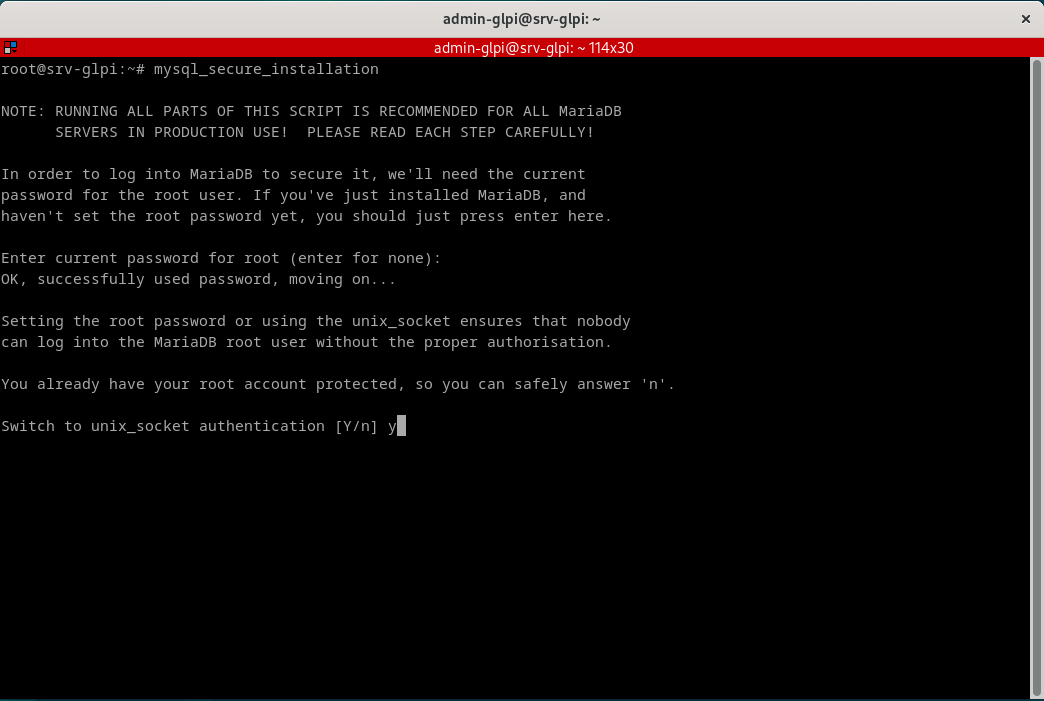 admin-glpi@srv-glpi: ~
admin-glpi@srv-glpi: ~ 114x30
root@srv-glpi:~# mysql_secure_installation
NOTE: RUNNING ALL PARTS OF THIS SCRIPT IS RECOMMENDED FOR ALL MariaDB
      SERVERS IN PRODUCTION USE!  PLEASE READ EACH STEP CAREFULLY!
In order to log into MariaDB to secure it, we'll need the current
password for the root user. If you've just installed MariaDB, and
haven't set the root password yet, you should just press enter here.
Enter current password for root (enter for none):
OK, successfully used password, moving on...
Setting the root password or using the unix_socket ensures that nobody
can log into the MariaDB root user without the proper authorisation.
You already have your root account protected, so you can safely answer 'n'.
Switch to unix_socket authentication [Y/n] y